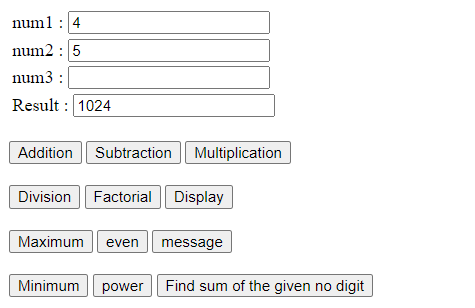 num1 : 4
num2 : 5
num3 :
Result : 1024
Addition Subtraction Multiplication
Division Factorial Display
Maximum even message
Minimum power Find sum of the given no digit